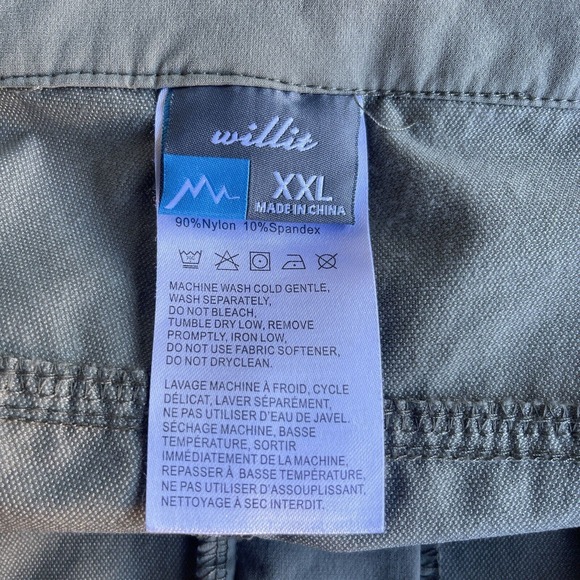 willit
XXL
MADE IN CHINA
90%Nylon 10%Spandex
MACHINE WASH COLD GENTLE,
WASH SEPARATELY,
DO NOT BLEACH,
TUMBLE DRY LOW, REMOVE
PROMPTLY, IRON LOW,
DO NOT USE FABRIC SOFTENER,
DO NOT DRYCLEAN.
LAVAGE MACHINE À FROID, CYCLE
DÉLICAT, LAVER SÉPARÉMENT,
NE PAS UTILISER D'EAU DE JAVEL.
SÉCHAGE MACHINE, BASSE
TEMPÉRATURE, SORTIR
IMMÉDIATEMENT DE LA MACHINE,
REPASSER À BASSE TEMPÉRATURE,
NE PAS UTILISER D'ASSOUPLISSANT,
NETTOYAGE À SEC INTERDIT.